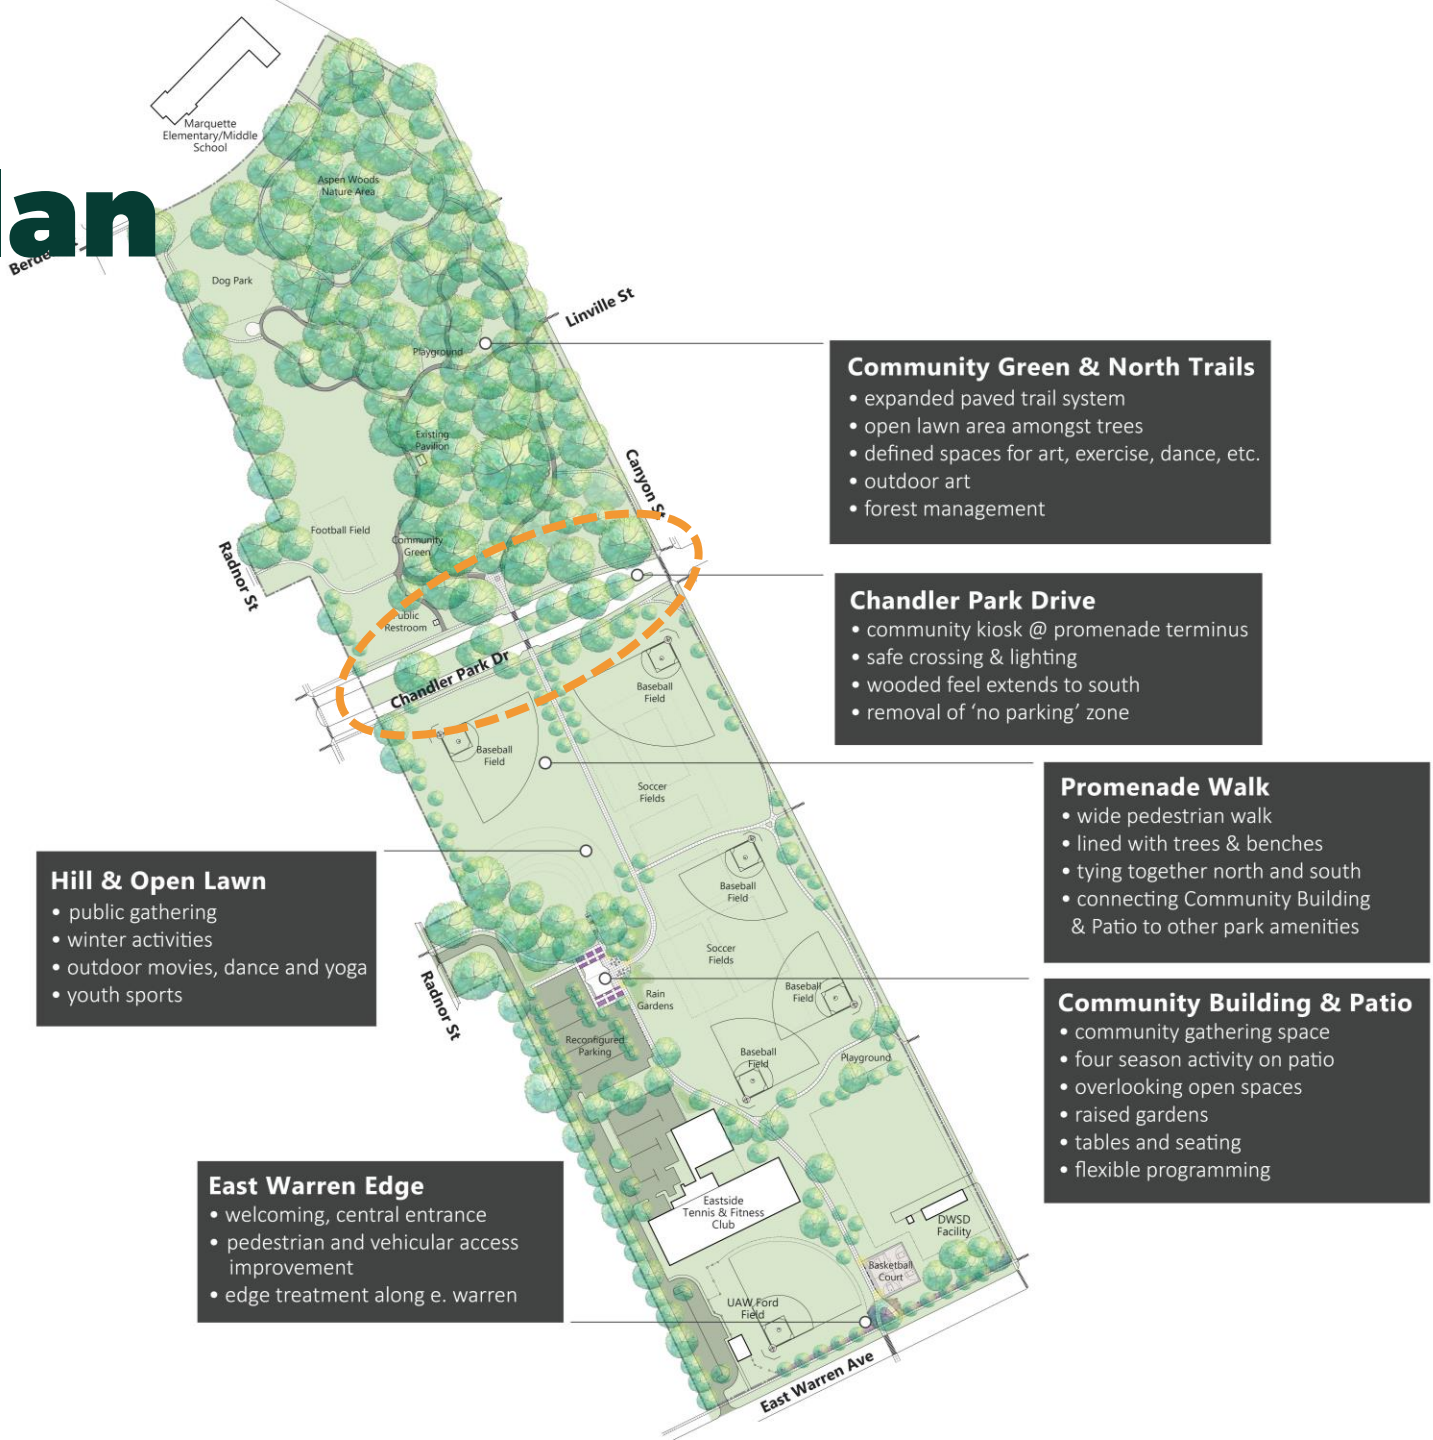 lan
Marquette
Elementary/Middle
School
Aspen Woods
Nature Area
Dog Park
Linville St
Playground
Existing
Pavilion
Canyon St
Football Field
Community
Green
Radnor St
Public
Restroom
Chandler Park Dr
Community Green & North Trails
• expanded paved trail system
• open lawn area amongst trees
• defined spaces for art, exercise, dance, etc.
• outdoor art
• forest management
Chandler Park Drive
• community kiosk @ promenade terminus
• safe crossing & lighting
• wooded feel extends to south
• removal of ‘no parking’ zone
Baseball
Field
Baseball
Field
Soccer
Fields
Promenade Walk
• wide pedestrian walk
• lined with trees & benches
• tying together north and south
• connecting Community Building
& Patio to other park amenities
Hill & Open Lawn
• public gathering
• winter activities
• outdoor movies, dance and yoga
• youth sports
Baseball
Field
Soccer
Fields
Radnor St
Rain
Gardens
Baseball
Field
Reconfigured
Parking
Baseball
Field
Playground
Community Building & Patio
• community gathering space
• four season activity on patio
• overlooking open spaces
• raised gardens
• tables and seating
• flexible programming
East Warren Edge
• welcoming, central entrance
• pedestrian and vehicular access
improvement
• edge treatment along e. warren
Eastside
Tennis & Fitness
Club
DWSD
Facility
Basketball
Court
UAW Ford
Field
East Warren Ave